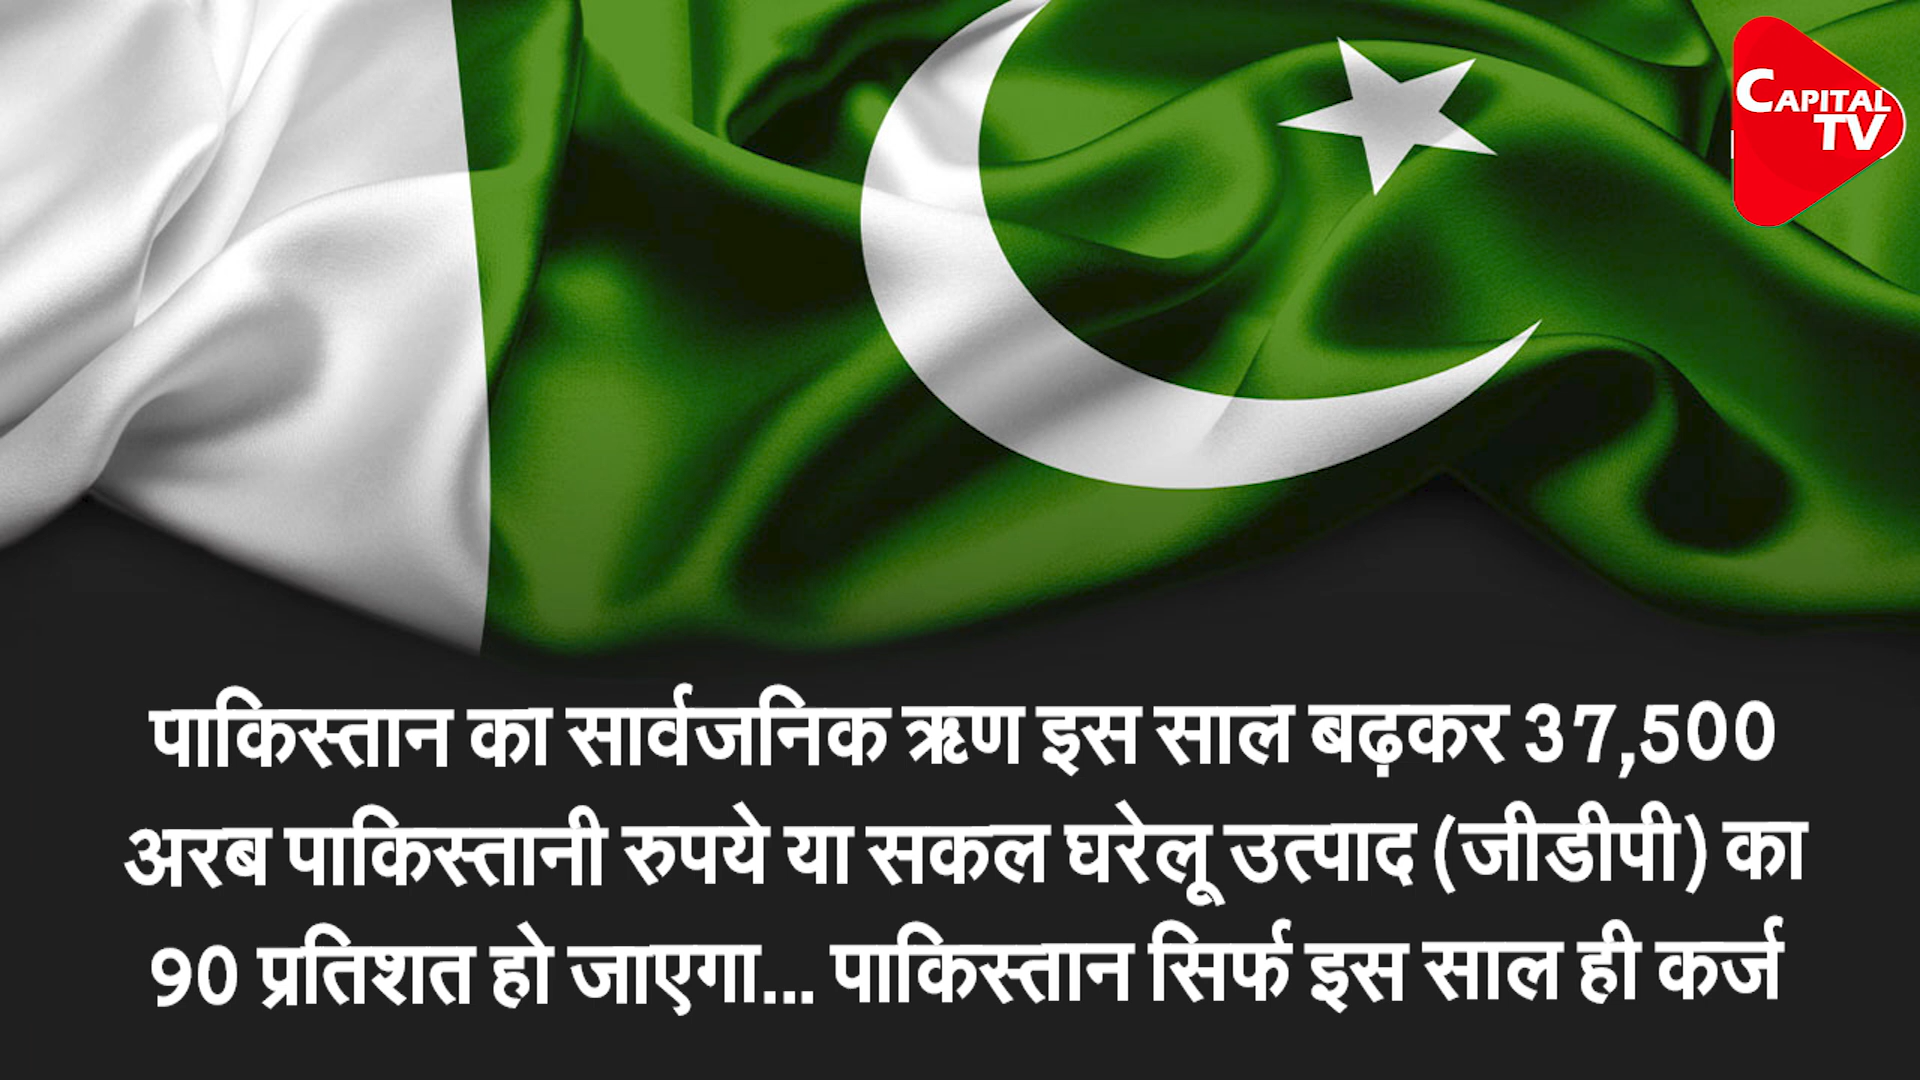 CAPITAL
TV
पाकिस्तान का सार्वजनिक ऋण इस साल बढ़कर 37,500
अरब पाकिस्तानी रुपये या सकल घरेलू उत्पाद (जीडीपी) का
90 प्रतिशत हो जाएगा... पाकिस्तान सिर्फ इस साल ही कर्ज